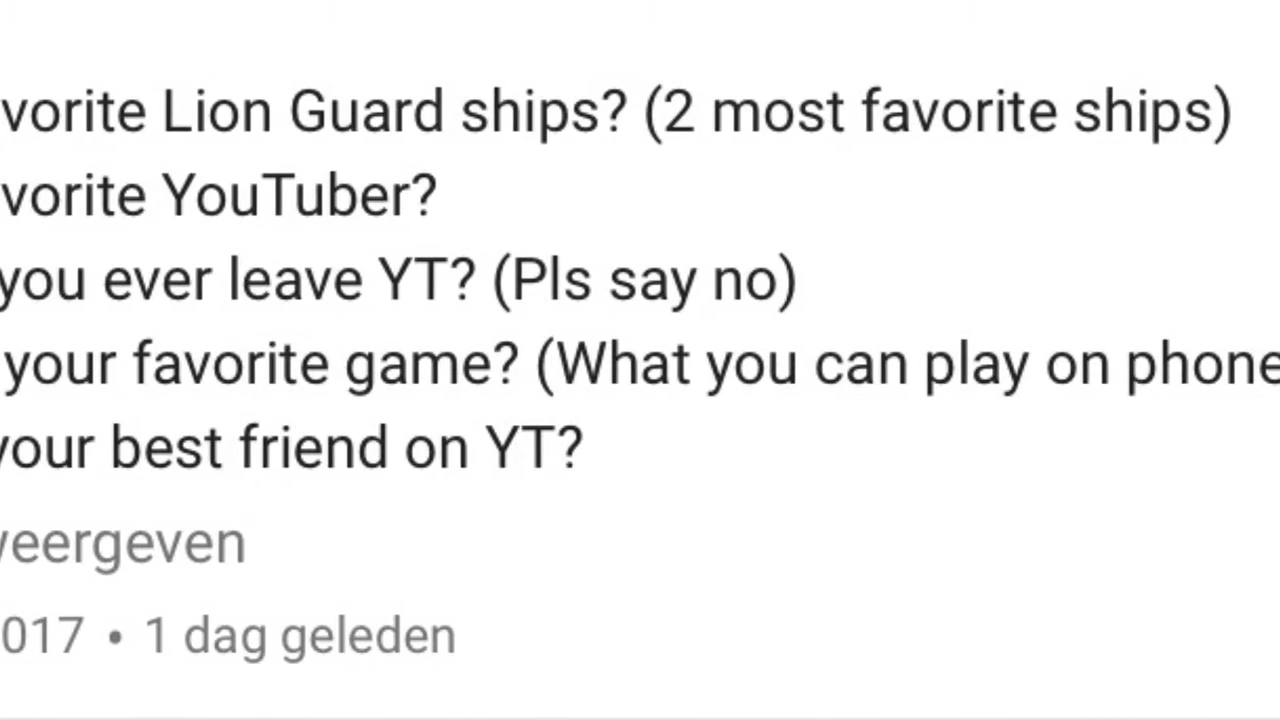 vorite Lion Guard ships? (2 most favorite ships)
vorite YouTuber?
you ever leave YT? (Pls say no)
your favorite game? (What you can play on phone
your best friend on YT?
weergeven
017 • 1 dag geleden